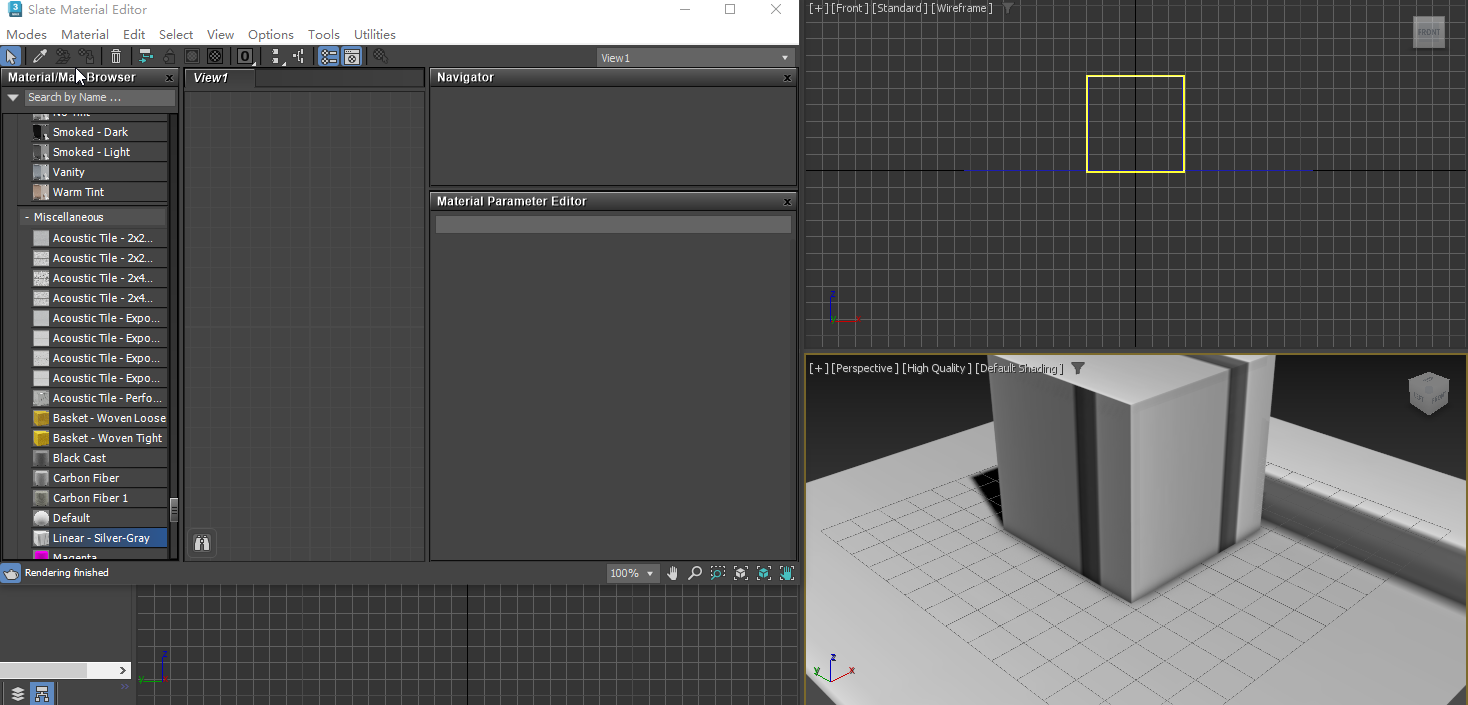 Slate Material Editor
Modes Material Edit Select View Options Tools Utilities
View1
Material/Map Browser
Search by Name ...
No Tint
Smoked - Dark
Smoked - Light
Vanity
Warm Tint
- Miscellaneous
Acoustic Tile - 2x2...
Acoustic Tile - 2x2...
Acoustic Tile - 2x4...
Acoustic Tile - 2x4...
Acoustic Tile - Expo...
Acoustic Tile - Expo...
Acoustic Tile - Expo...
Acoustic Tile - Expo...
Acoustic Tile - Perfo...
Basket - Woven Loose
Basket - Woven Tight
Black Cast
Carbon Fiber
Carbon Fiber 1
Default
Linear - Silver-Gray
Magenta
View1
Navigator
Material Parameter Editor
Rendering finished
100%
z
y
[+] [Front ] [Standard ] [Wireframe ]
FRONT
z
y x
[+] [Perspective ] [High Quality ] [Default Shading ]
FRONT
z
y x